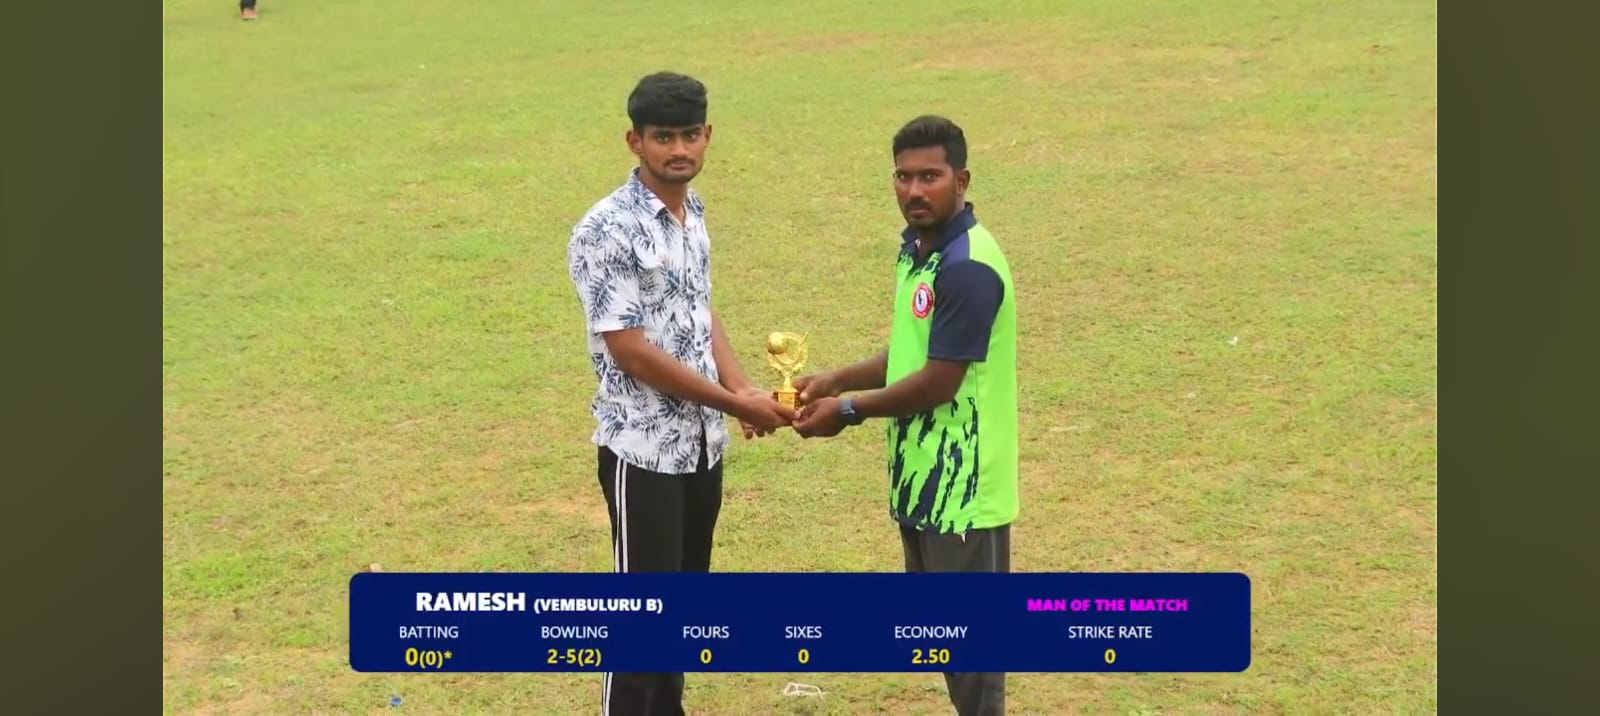 RAMESH (VEMBULURU B) MAN OF THE MATCH
BATTING BOWLING FOURS SIXES ECONOMY STRIKE RATE
0(0)* 2-5(2) 0 0 2.50 0